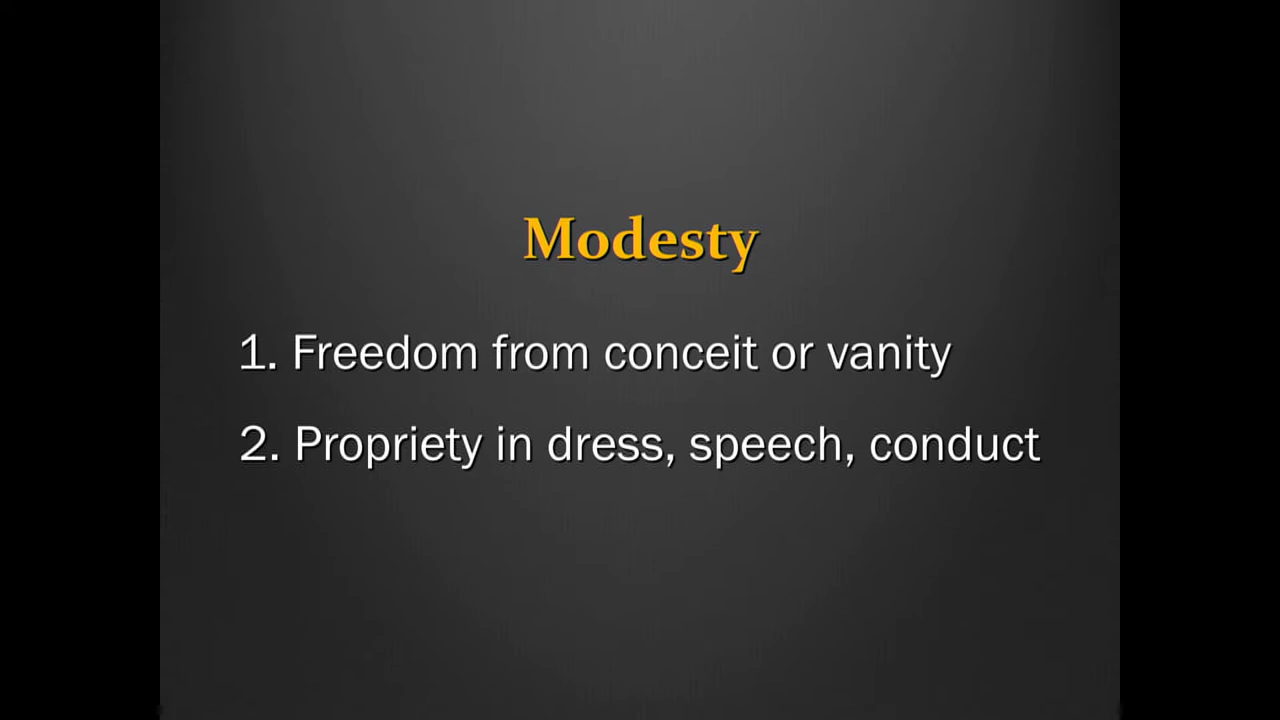 Modesty
1. Freedom from conceit or vanity
2. Propriety in dress, speech, conduct